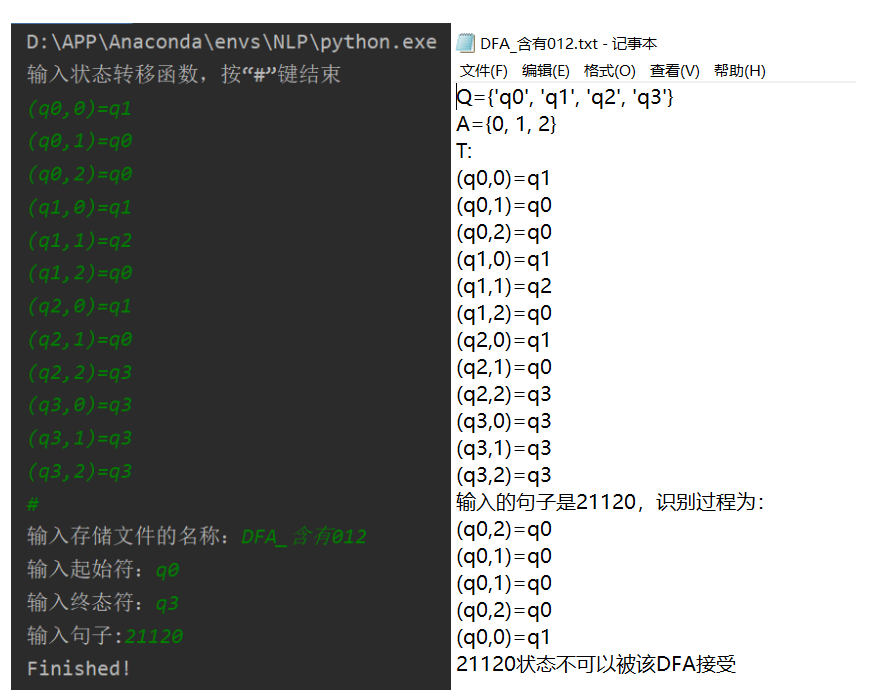 D:\APP\Anaconda\envs\NLP\python.exe
输入状态转移函数，按“#”键结束
(q0,0)=q1
(q0,1)=q0
(q0,2)=q0
(q1,0)=q1
(q1,1)=q2
(q1,2)=q0
(q2,0)=q1
(q2,1)=q0
(q2,2)=q3
(q3,0)=q3
(q3,1)=q3
(q3,2)=q3
#
输入存储文件的名称：DFA_含有012
输入起始符：q0
输入终态符：q3
输入句子:21120
Finished!
DFA_含有012.txt - 记事本
文件(F) 编辑(E) 格式(O) 查看(V) 帮助(H)
Q={'q0', 'q1', 'q2', 'q3'}
A={0, 1, 2}
T:
(q0,0)=q1
(q0,1)=q0
(q0,2)=q0
(q1,0)=q1
(q1,1)=q2
(q1,2)=q0
(q2,0)=q1
(q2,1)=q0
(q2,2)=q3
(q3,0)=q3
(q3,1)=q3
(q3,2)=q3
输入的句子是21120，识别过程为：
(q0,2)=q0
(q0,1)=q0
(q0,1)=q0
(q0,2)=q0
(q0,0)=q1
21120状态不可以被该DFA接受